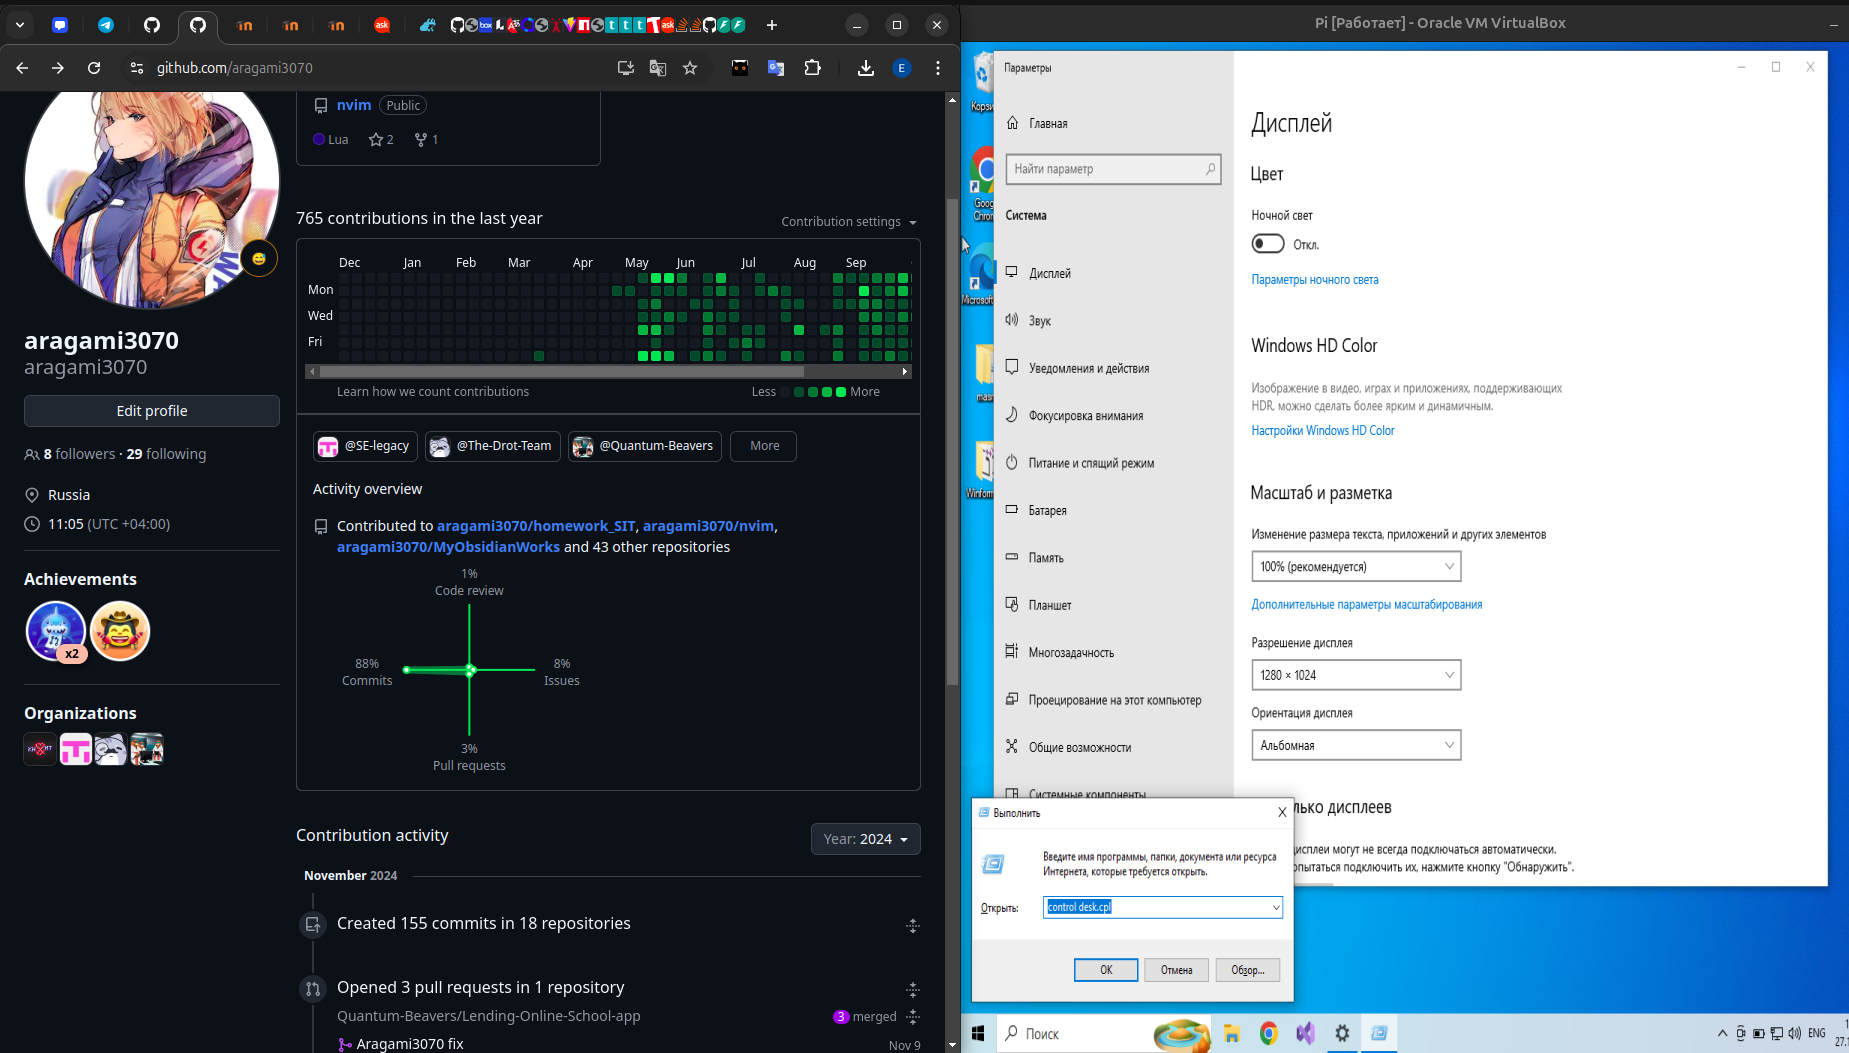 Pi [Работает] - Oracle VM VirtualBox
github.com/aragami3070
E
nvim Public
Lua 2 1
765 contributions in the last year
Contribution settings
Dec Jan Feb Mar Apr May Jun Jul Aug Sep
Mon
Wed
Fri
Learn how we count contributions
Less More
aragami3070
aragami3070
Edit profile
8 followers · 29 following
Russia
11:05 (UTC +04:00)
Achievements
x2
Organizations
@SE-legacy @The-Drot-Team @Quantum-Beavers More
Activity overview
Contributed to aragami3070/homework_SIT, aragami3070/nvim,
aragami3070/MyObsidianWorks and 43 other repositories
1%
Code review
88%
Commits
8%
Issues
3%
Pull requests
Contribution activity
Year: 2024
November 2024
Created 155 commits in 18 repositories
Opened 3 pull requests in 1 repository
Quantum-Beavers/Lending-Online-School-app
3 merged
Aragami3070 fix
Nov 9
Параметры
Главная
Найти параметр
Система
Дисплей
Звук
Уведомления и действия
Фокусировка внимания
Питание и спящий режим
Батарея
Память
Планшет
Многозадачность
Проецирование на этот компьютер
Общие возможности
Системные компоненты
Дисплей
Цвет
Ночной свет
Откл.
Параметры ночного света
Windows HD Color
Изображение в видео, играх и приложениях, поддерживающих
HDR, можно сделать более ярким и динамичным.
Настройки Windows HD Color
Масштаб и разметка
Изменение размера текста, приложений и других элементов
100% (рекомендуется)
Дополнительные параметры масштабирования
Разрешение дисплея
1280 × 1024
Ориентация дисплея
Альбомная
лько дисплеев
дисплеи могут не всегда подключаться автоматически.
опытаться подключить их, нажмите кнопку "Обнаружить".
Выполнить
Введите имя программы, папки, документа или ресурса
Интернета, которые требуется открыть.
Открыть:
control desk.cpl
ОК Отмена Обзор...
Поиск
ENG
27.